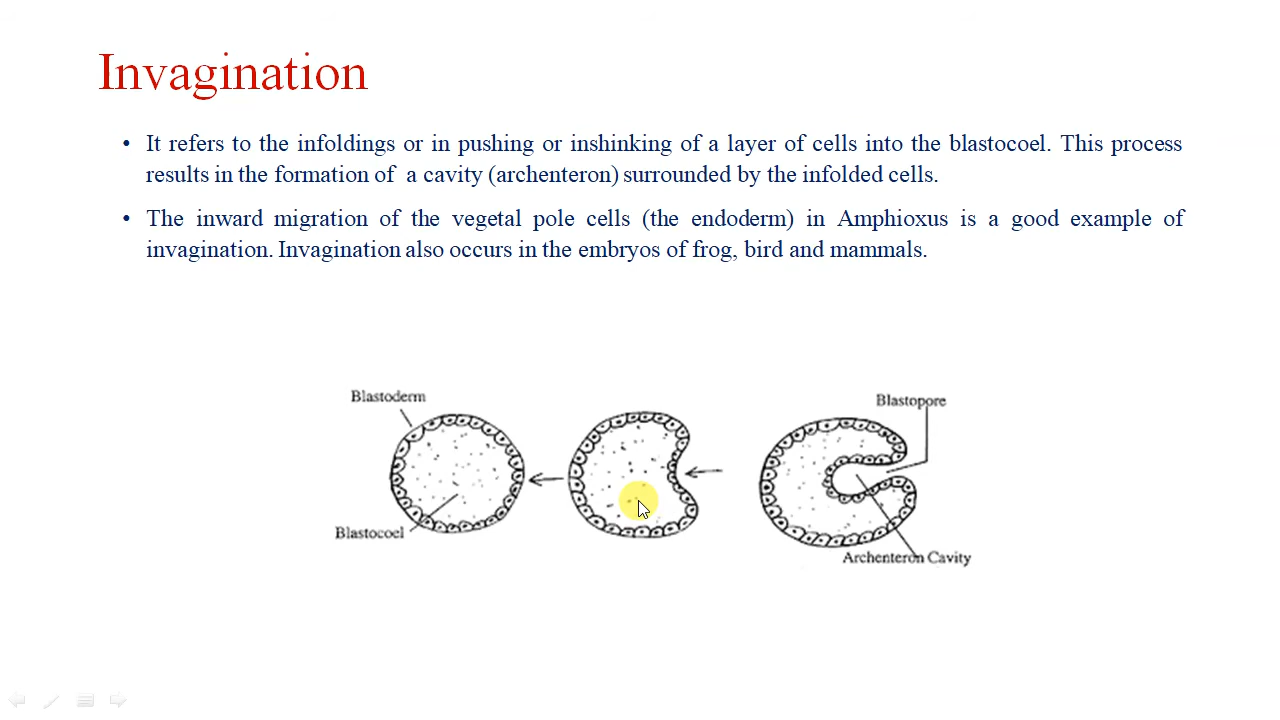 Invagination
• It refers to the infoldings or in pushing or inshinking of a layer of cells into the blastocoel. This process
results in the formation of a cavity (archenteron) surrounded by the infolded cells.
• The inward migration of the vegetal pole cells (the endoderm) in Amphioxus is a good example of
invagination. Invagination also occurs in the embryos of frog, bird and mammals.
Blastoderm
Blastopore
Blastocoel
Archenteron Cavity